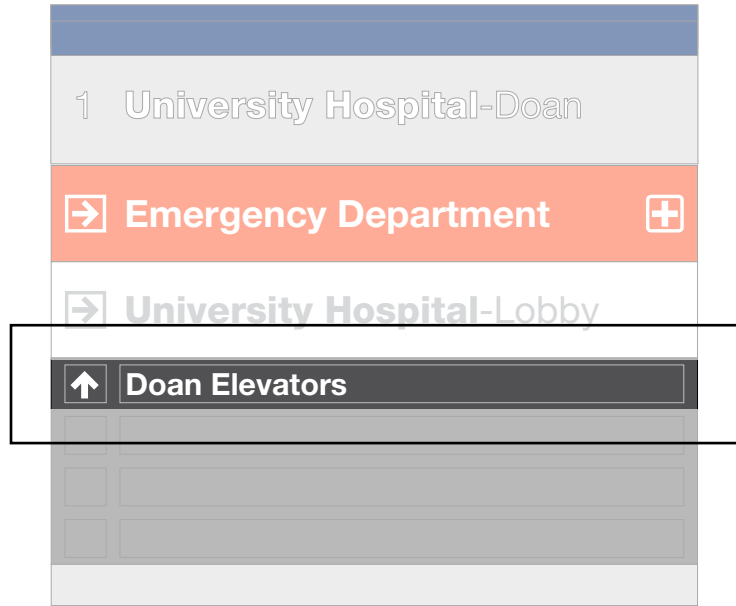 1 University Hospital-Doan
Emergency Department
University Hospital-Lobby
Doan Elevators